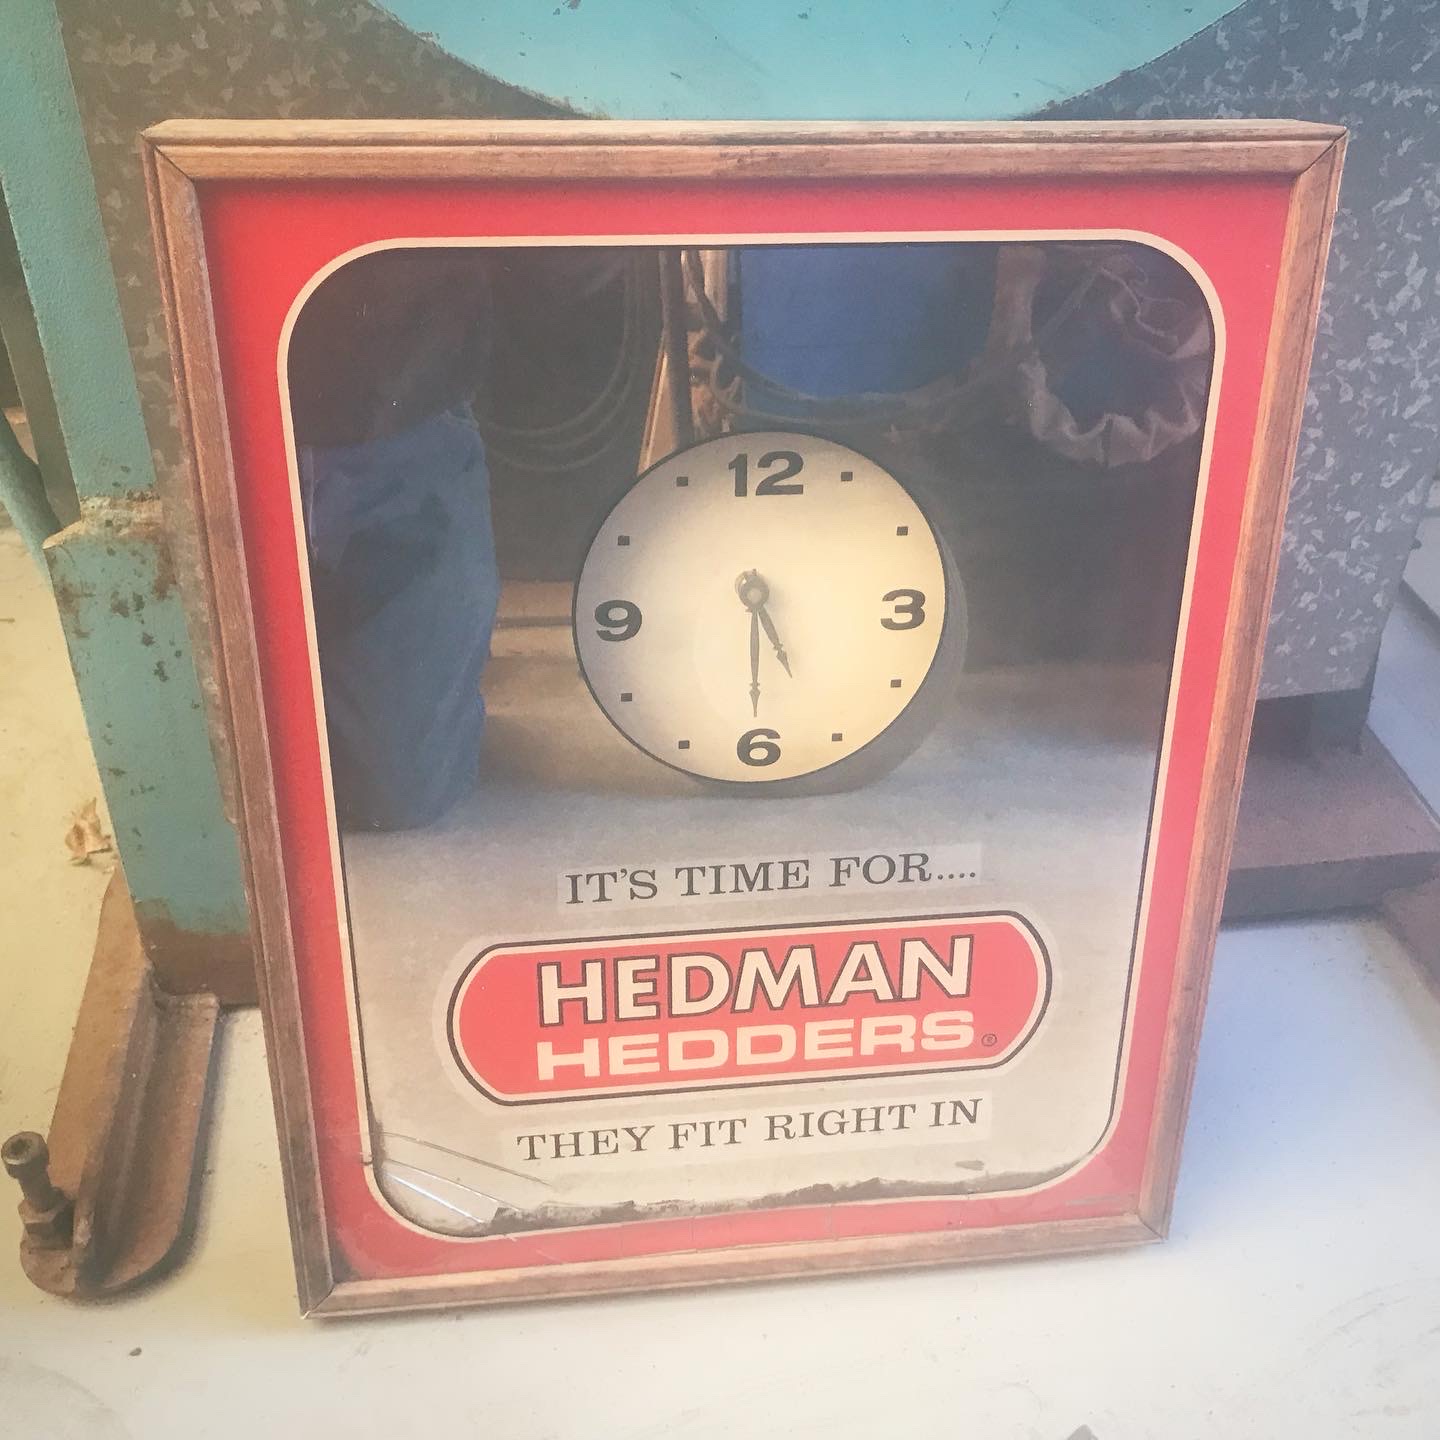 12
9 3
6
IT'S TIME FOR....
HEDMAN
HEDDERS®
THEY FIT RIGHT IN